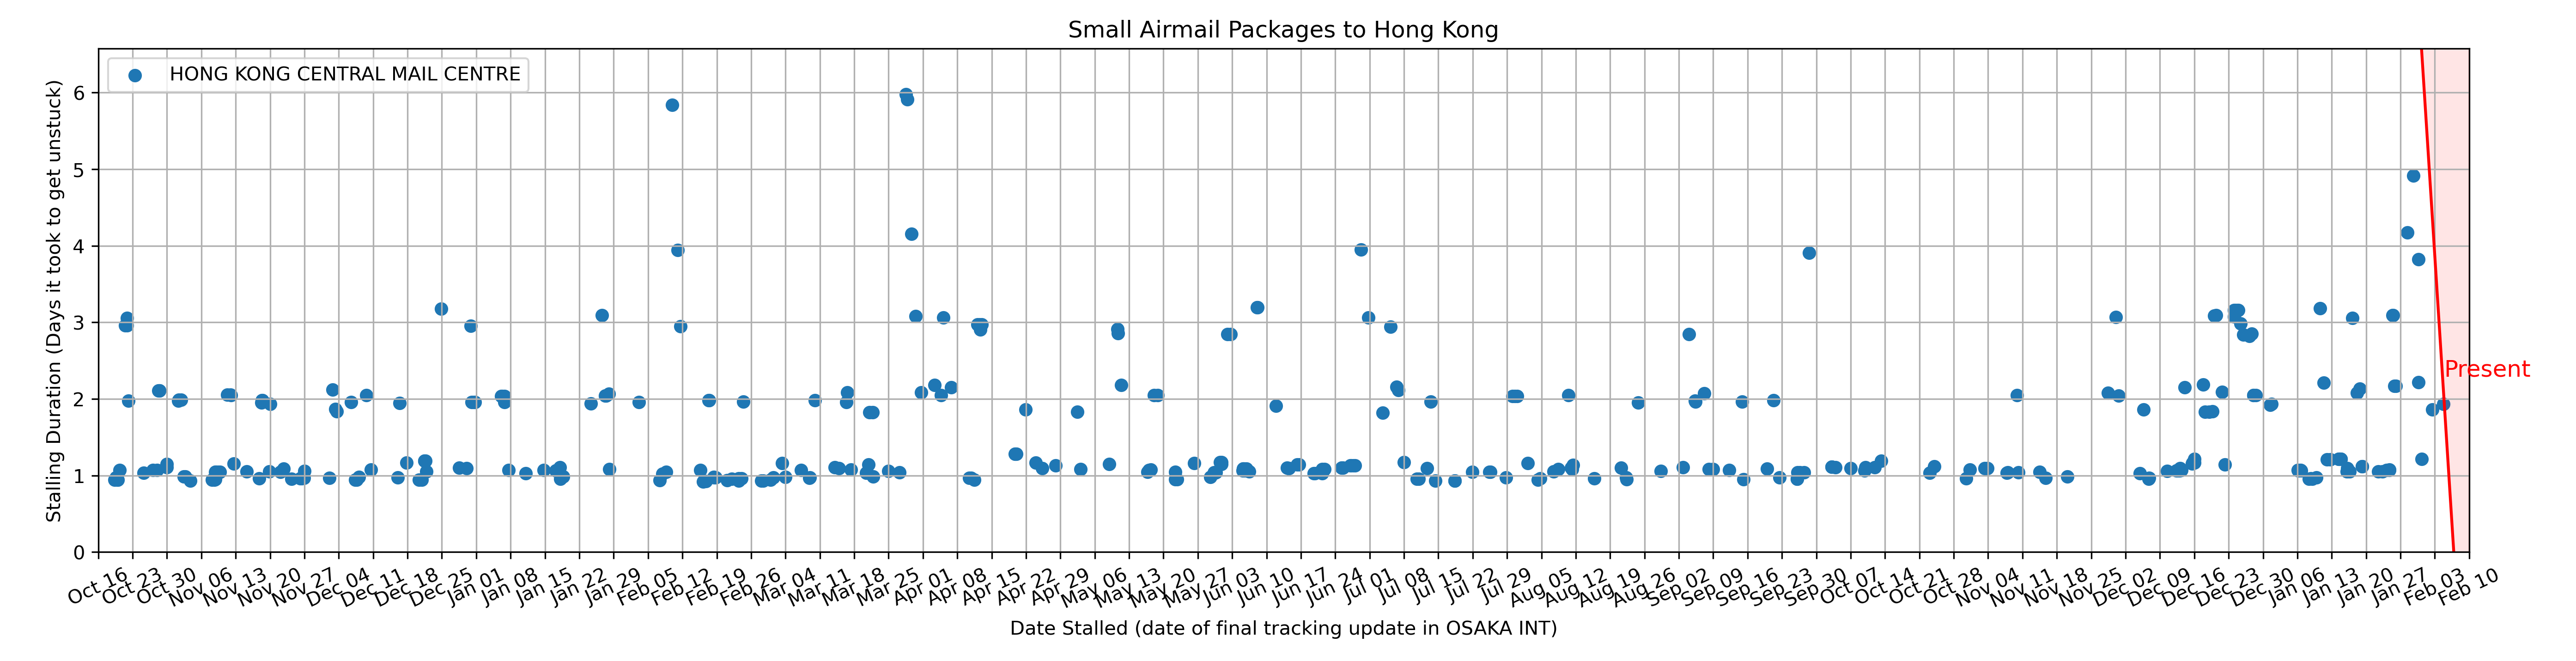 Small Airmail Packages to Hong Kong
HONG KONG CENTRAL MAIL CENTRE
Stalling Duration (Days it took to get unstuck)
6
5
4
3
2
1
0
Present
Oct 16 Oct 23 Oct 30 Nov 06 Nov 13 Nov 20 Nov 27 Dec 04 Dec 11 Dec 18 Dec 25 Jan 01 Jan 08 Jan 15 Jan 22 Jan 29 Feb 05 Feb 12 Feb 19 Feb 26 Mar 04 Mar 11 Mar 18 Mar 25 Apr 01 Apr 08 Apr 15 Apr 22 Apr 29 May 06 May 13 May 20 May 27 Jun 03 Jun 10 Jun 17 Jun 24 Jul 01 Jul 08 Jul 15 Jul 22 Jul 29 Aug 05 Aug 12 Aug 19 Aug 26 Sep 02 Sep 09 Sep 16 Sep 23 Sep 30 Oct 07 Oct 14 Oct 21 Oct 28 Nov 04 Nov 11 Nov 18 Nov 25 Dec 02 Dec 09 Dec 16 Dec 23 Dec 30 Jan 06 Jan 13 Jan 20 Jan 27 Feb 03 Feb 10
Date Stalled (date of final tracking update in OSAKA INT)